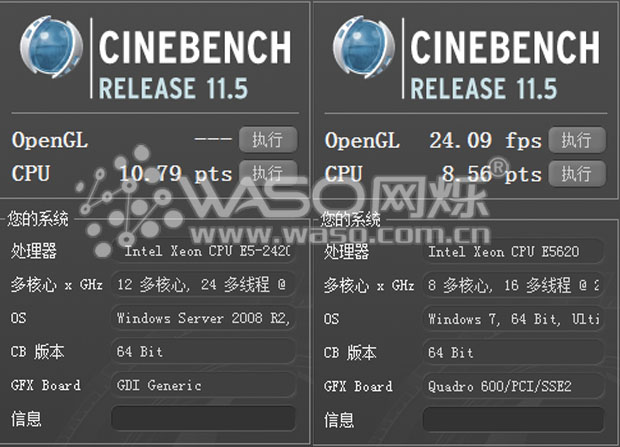 CINEBENCH
RELEASE 11.5
OpenGL --- 执行
CPU 10.79 pts 执行
您的系统
处理器 Intel Xeon CPU E5-2420
多核心 x GHz 12 多核心, 24 多线程 @
OS Windows Server 2008 R2,
CB 版本 64 Bit
GFX Board GDI Generic
信息
CINEBENCH
RELEASE 11.5
OpenGL 24.09 fps 执行
CPU 8.56 pts 执行
您的系统
处理器 Intel Xeon CPU E5620
多核心 x GHz 8 多核心, 16 多线程 @ 2
OS Windows 7, 64 Bit, Ulti
CB 版本 64 Bit
GFX Board Quadro 600/PCI/SSE2
信息
WASO网烁®
www.waso.com.cn